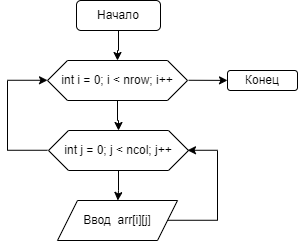 Начало
int i = 0; i < nrow; i++
Конец
int j = 0; j < ncol; j++
Ввод arr[i][j]